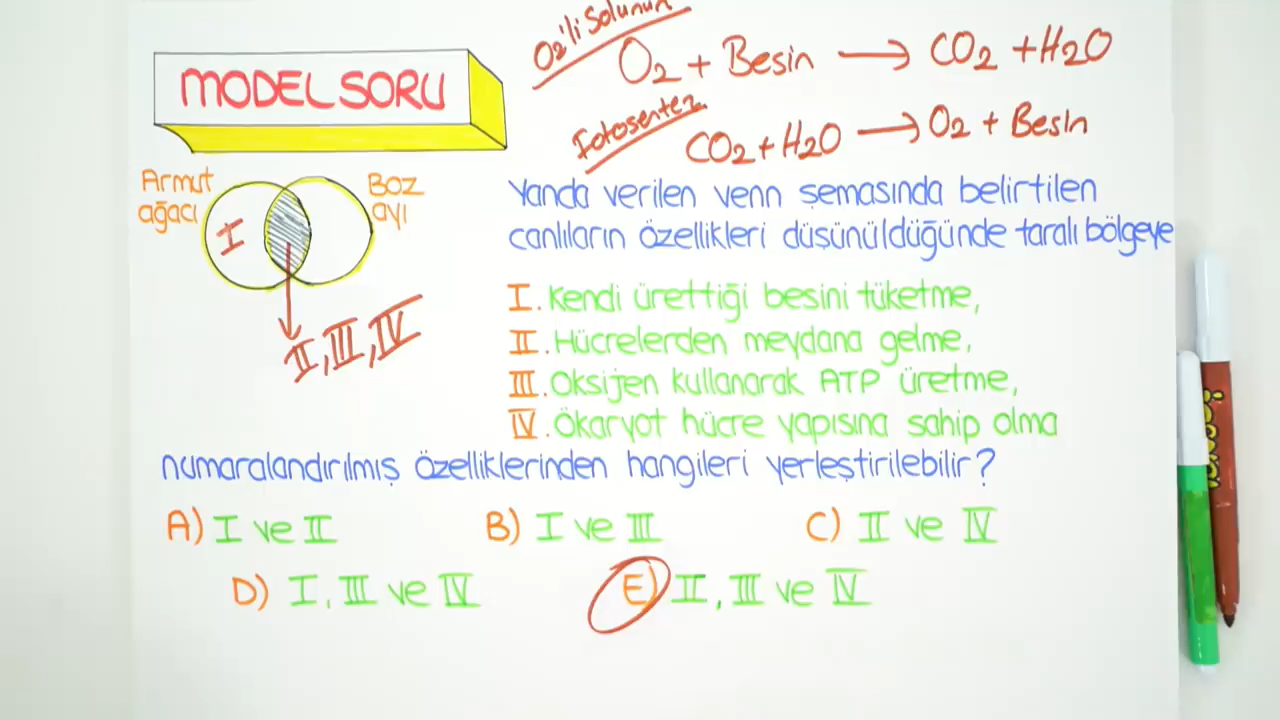 O2'li Solunum
O2 + Besin → CO2 + H2O
Fotosentez
CO2 + H2O → O2 + Besin
MODEL SORU
Armut
ağacı
Boz
ayı
I
II, III, IV
Yanda verilen venn şemasında belirtilen
canlıların özellikleri düşünüldüğünde taralı bölgeye
I. Kendi ürettiği besini tüketme,
II. Hücrelerden meydana gelme,
III. Oksijen kullanarak ATP üretme,
IV. Ökaryot hücre yapısına sahip olma
numaralandırılmış özelliklerinden hangileri yerleştirilebilir?
A) I ve II
B) I ve III
C) II ve IV
D) I, III ve IV
E) II, III ve IV